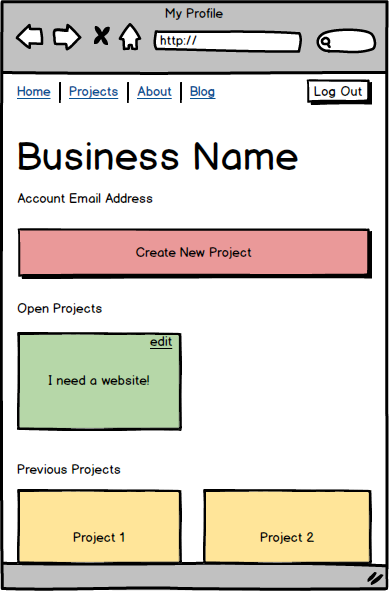 My Profile
http://
Home Projects About Blog Log Out
Business Name
Account Email Address
Create New Project
Open Projects
edit
I need a website!
Previous Projects
Project 1 Project 2